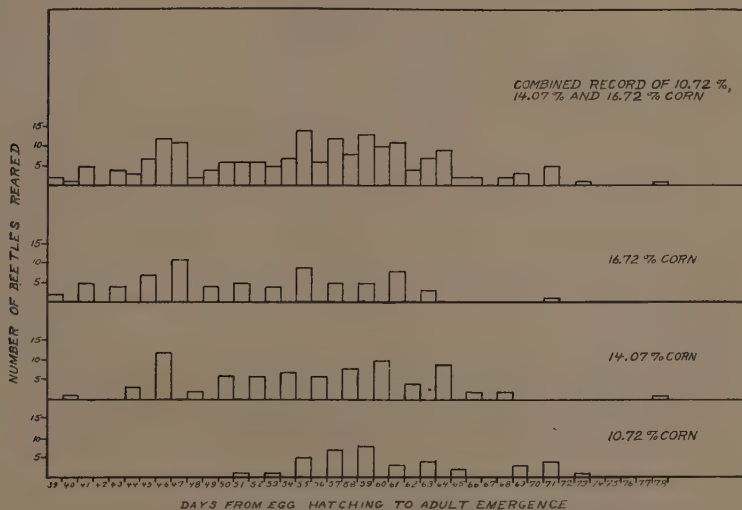 COMBINED RECORD OF 10.72 %,
14.07 % AND 16.72 % CORN
15
10
5
16.72 % CORN
15
10
5
14.07 % CORN
15
10
5
10.72 % CORN
15
10
5
NUMBER OF BEETLES REARED
39 40 41 42 43 44 45 46 47 48 49 50 51 52 53 54 55 56 57 58 59 60 61 62 63 64 65 66 67 68 69 70 71 72 73 74 75 76 77 78
DAYS FROM EGG HATCHING TO ADULT EMERGENCE